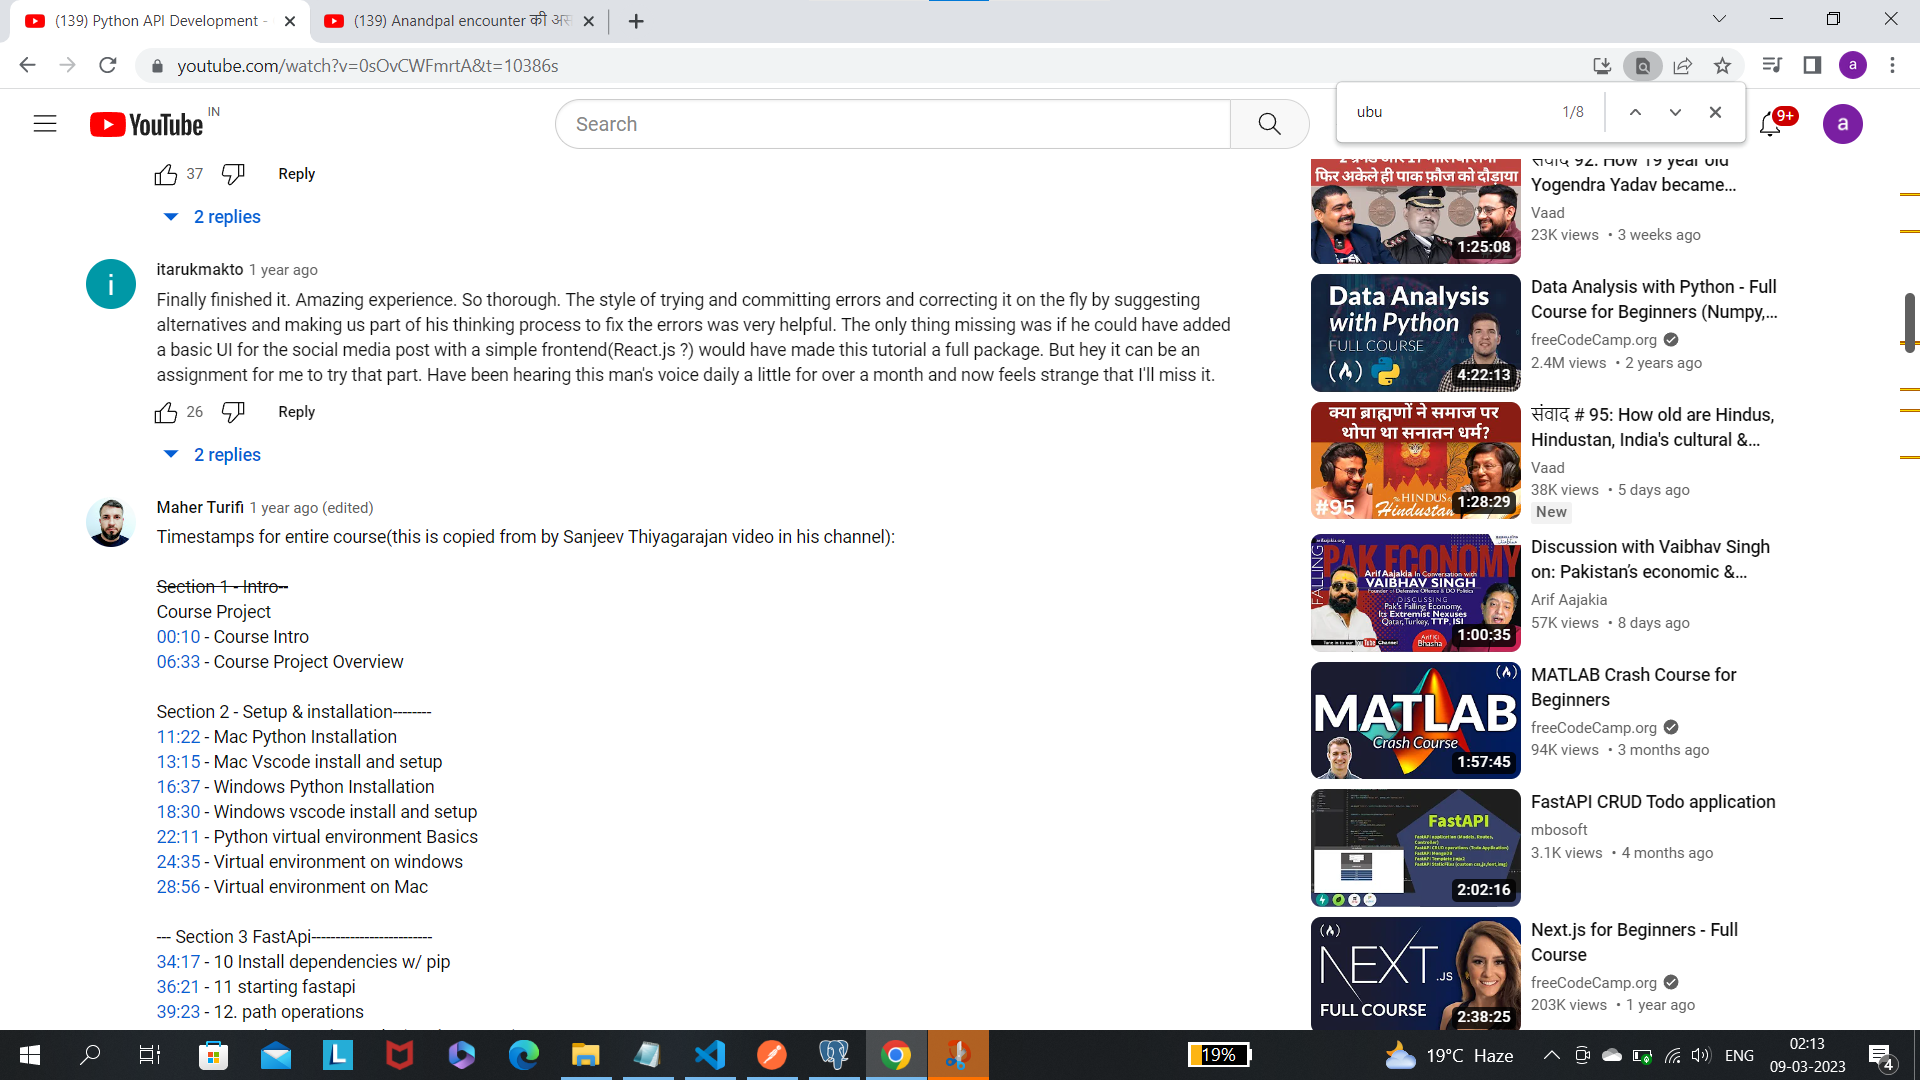 (139) Python API Development -
(139) Anandpal encounter की अस
youtube.com/watch?v=0sOvCWFmrtA&t=10386s
a
YouTube IN
Search
ubu 1/8
9+
a
37 Reply
2 replies
i
itarukmakto 1 year ago
Finally finished it. Amazing experience. So thorough. The style of trying and committing errors and correcting it on the fly by suggesting
alternatives and making us part of his thinking process to fix the errors was very helpful. The only thing missing was if he could have added
a basic UI for the social media post with a simple frontend(React.js ?) would have made this tutorial a full package. But hey it can be an
assignment for me to try that part. Have been hearing this man's voice daily a little for over a month and now feels strange that I'll miss it.
26 Reply
2 replies
Maher Turifi 1 year ago (edited)
Timestamps for entire course(this is copied from by Sanjeev Thiyagarajan video in his channel):
Section 1 - Intro--
Course Project
00:10 - Course Intro
06:33 - Course Project Overview
Section 2 - Setup & installation--------
11:22 - Mac Python Installation
13:15 - Mac Vscode install and setup
16:37 - Windows Python Installation
18:30 - Windows vscode install and setup
22:11 - Python virtual environment Basics
24:35 - Virtual environment on windows
28:56 - Virtual environment on Mac
--- Section 3 FastApi-------------------------
34:17 - 10 Install dependencies w/ pip
36:21 - 11 starting fastapi
39:23 - 12. path operations
फिर अकेले ही पाक फ़ौज को दौड़ाया
1:25:08
संवाद 92: How 19 year old
Yogendra Yadav became...
Vaad
23K views • 3 weeks ago
Data Analysis
with Python
FULL COURSE
4:22:13
Data Analysis with Python - Full
Course for Beginners (Numpy,...
freeCodeCamp.org
2.4M views • 2 years ago
क्या ब्राह्मणों ने समाज पर
थोपा था सनातन धर्म?
#95
HINDUS
Hindustan
1:28:29
संवाद # 95: How old are Hindus,
Hindustan, India's cultural &...
Vaad
38K views • 5 days ago
New
FALLING
PAK ECONOMY
Arif Aajakia In Conversation with
VAIBHAV SINGH
Founder of Defensive Offence & DO Politics
DISCUSSING
Pak's Falling Economy,
Its Extremist Nexuses
Qatar, Turkey, TTP, ISI
Arif Ki
Bhasha
1:00:35
Discussion with Vaibhav Singh
on: Pakistan's economic &...
Arif Aajakia
57K views • 8 days ago
MATLAB
Crash Course
1:57:45
MATLAB Crash Course for
Beginners
freeCodeCamp.org
94K views • 3 months ago
FastAPI
2:02:16
FastAPI CRUD Todo application
mbosoft
3.1K views • 4 months ago
NEXT.JS
FULL COURSE
2:38:25
Next.js for Beginners - Full
Course
freeCodeCamp.org
203K views • 1 year ago
L
19%
19°C Haze
ENG
02:13
09-03-2023
4